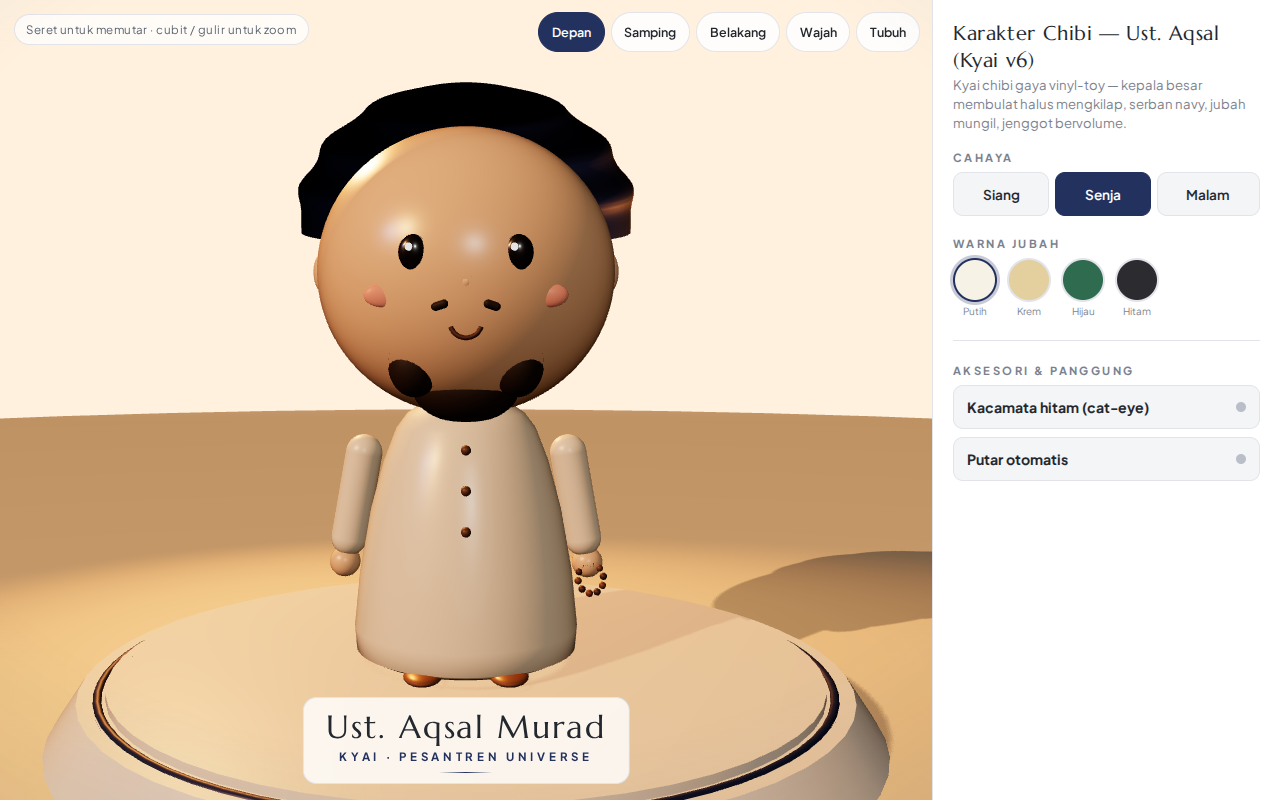 Seret untuk memutar · cubit / gulir untuk zoom
Depan
Samping
Belakang
Wajah
Tubuh
Karakter Chibi — Ust. Aqsal
(Kyai v6)
Kyai chibi gaya vinyl-toy — kepala besar
membulat halus mengkilap, serban navy, jubah
mungil, jenggot bervolume.
CAHAYA
Siang
Senja
Malam
WARNA JUBAH
Putih
Krem
Hijau
Hitam
AKSESORI & PANGGUNG
Kacamata hitam (cat-eye)
Putar otomatis
Ust. Aqsal Murad
KYAI · PESANTREN UNIVERSE